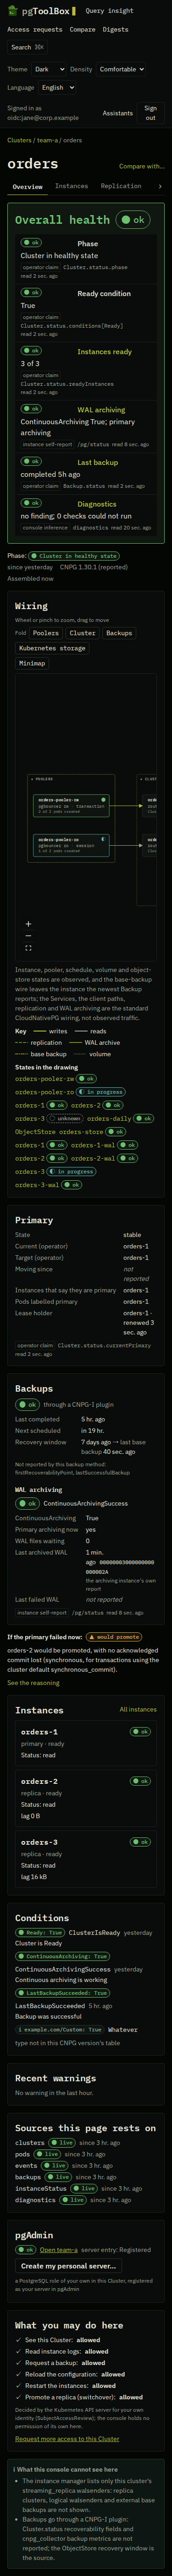 pgToolBox
Query insight
Access requests
Compare
Digests
Search ⌘K
Theme Dark Density Comfortable
Language English
Signed in as
oidc:jane@corp.example
Assistants
Sign
out
Clusters / team-a / orders
orders
Compare with…
Overview Instances Replication
Overall health ok
ok Phase
Cluster in healthy state
operator claim Cluster.status.phase
read 2 sec. ago
ok Ready condition
True
operator claim
Cluster.status.conditions[Ready]
read 2 sec. ago
ok Instances ready
3 of 3
operator claim
Cluster.status.readyInstances
read 2 sec. ago
ok WAL archiving
ContinuousArchiving True; primary
archiving
instance self-report /pg/status read 8 sec. ago
ok Last backup
completed 5h ago
operator claim Backup.status read 2 sec. ago
ok Diagnostics
no finding; 0 checks could not run
console inference diagnostics read 20 sec. ago
Phase: Cluster in healthy state
since yesterday CNPG 1.30.1 (reported)
Assembled now
Wiring
Wheel or pinch to zoom, drag to move
Fold Poolers Cluster Backups
Kubernetes storage
Minimap
POOLERS
orders-pooler-rw
pgbouncer rw · transaction
orders-pooler-ro
pgbouncer ro · session
Instance, pooler, schedule, volume and object-
store states are observed, and the base-backup
wire leaves the instance the newest Backup
reports; the Services, the client paths,
replication and WAL archiving are the standard
CloudNativePG wiring, not observed traffic.
Key writes reads
replication WAL archive
base backup volume
States in the drawing
orders-pooler-rw ok
orders-pooler-ro in progress
orders-1 ok orders-2 ok
orders-3 unknown orders-daily ok
ObjectStore orders-store ok
orders-1 ok orders-1-wal ok
orders-2 ok orders-2-wal ok
orders-3 in progress
orders-3-wal ok
Primary
State stable
Current (operator) orders-1
Target (operator) orders-1
Moving since not
reported
Instances that say they are primary orders-1
Pods labelled primary orders-1
Lease holder orders-1 ·
renewed 3
sec. ago
operator claim Cluster.status.currentPrimary
read 2 sec. ago
Backups
ok through a CNPG-I plugin
Last completed 5 hr. ago
Next scheduled in 19 hr.
Recovery window 7 days ago → last base
backup 40 sec. ago
Not reported by this backup method:
firstRecoverabilityPoint, lastSuccessfulBackup
WAL archiving
ok ContinuousArchivingSuccess
ContinuousArchiving True
Primary archiving now yes
WAL files waiting 0
Last archived WAL 1 min.
ago 0000000300000000
0000002A
the archiving instance's own
report
Last failed WAL not reported
instance self-report /pg/status read 8 sec. ago
If the primary failed now: would promote
orders-2 would be promoted, with no acknowledged
commit lost (synchronous, for transactions using the
cluster default synchronous_commit).
See the reasoning
Instances
All instances
orders-1 ok
primary · ready
Status: read
orders-2 ok
replica · ready
Status: read
lag 0 B
orders-3 ok
replica · ready
Status: read
lag 16 kB
Conditions
Ready: True ClusterIsReady yesterday
Cluster is Ready
ContinuousArchiving: True
ContinuousArchivingSuccess yesterday
Continuous archiving is working
LastBackupSucceeded: True
LastBackupSucceeded 5 hr. ago
Backup was successful
i example.com/Custom: True Whatever
type not in this CNPG version's table
Recent warnings
No warning in the last hour.
Sources this page rests on
clusters live since 3 hr. ago
pods live since 3 hr. ago
events live since 3 hr. ago
backups live since 3 hr. ago
instanceStatus live since 3 hr. ago
diagnostics live since 3 hr. ago
pgAdmin
ok Open team-a server entry: Registered
Create my personal server…
a PostgreSQL role of your own in this Cluster, registered
as your server in pgAdmin
What you may do here
✓ See this Cluster: allowed
✓ Read instance logs: allowed
✓ Request a backup: allowed
✓ Reload the configuration: allowed
✓ Restart the instances: allowed
✓ Promote a replica (switchover): allowed
Decided by the Kubernetes API server for your own
identity (SubjectAccessReview); the console holds no
permission of its own here.
Request more access to this Cluster
i What this console cannot see here
• The instance manager lists only this cluster's
streaming_replica walsenders: replica
clusters, logical walsenders and external base
backups are not shown.
• Backups go through a CNPG-I plugin:
Cluster.status recoverability fields and
cnpg_collector backup metrics are not
reported; the ObjectStore recovery window is
the source.